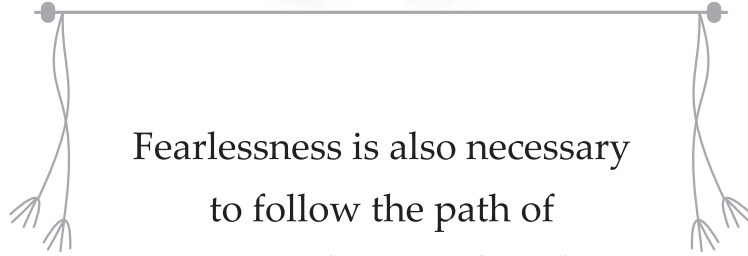 Fearlessness is also necessary
to follow the path of